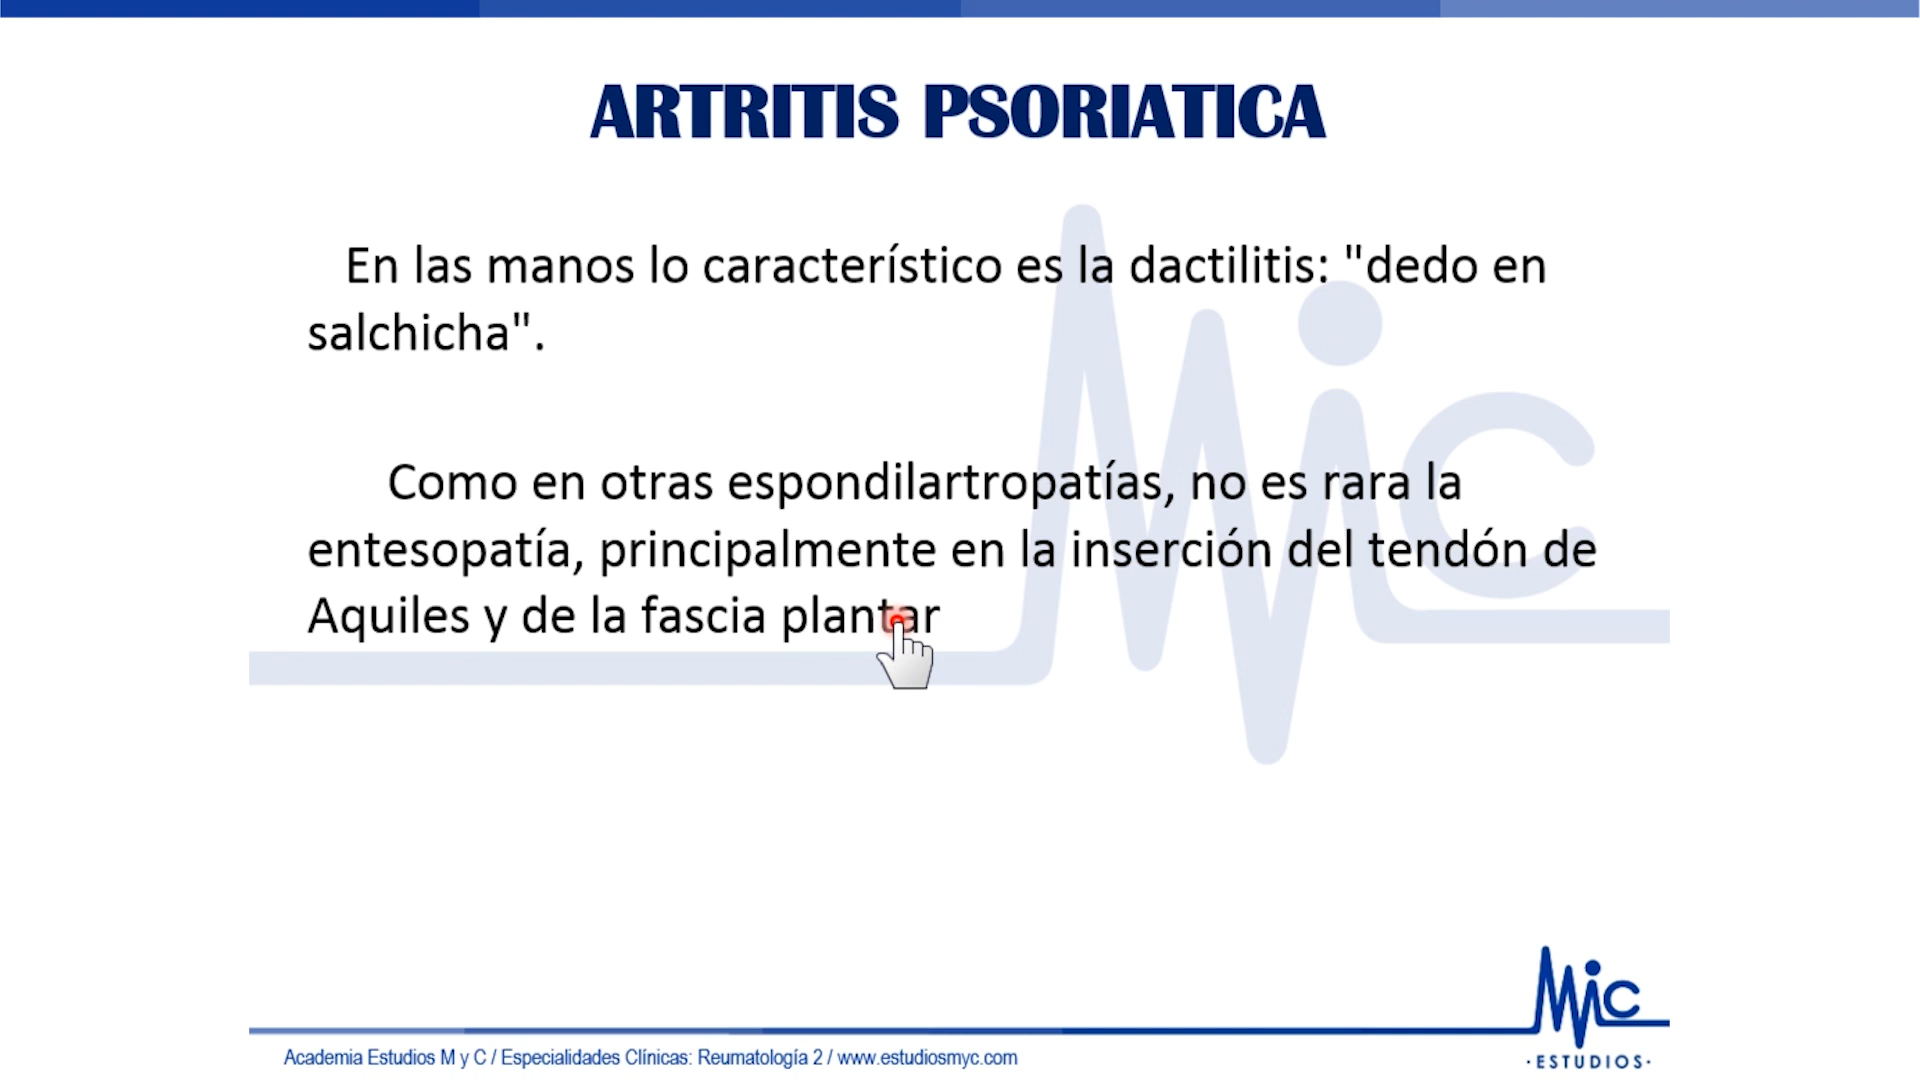 ARTRITIS PSORIATICA
En las manos lo característico es la dactilitis: "dedo en
salchicha".
Como en otras espondilartropatías, no es rara la
entesopatía, principalmente en la inserción del tendón de
Aquiles y de la fascia plantar
MyC
MyC
·ESTUDIOS·
Academia Estudios M y C / Especialidades Clínicas: Reumatología 2 / www.estudiosmyc.com